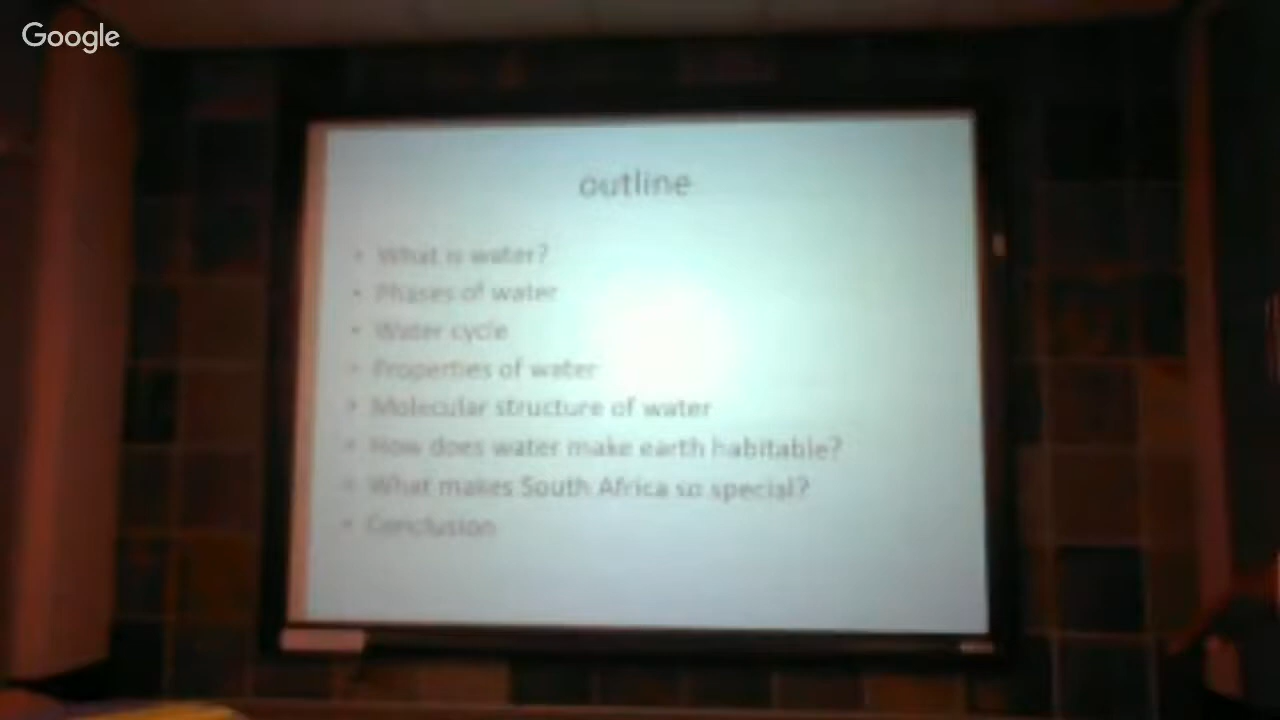 Google
outline
• What is water?
• Phases of water
• Water cycle
• Properties of water
• Molecular structure of water
• How does water make earth habitable?
• What makes South Africa so special?
• Conclusion